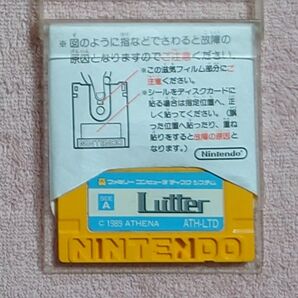 ※図のように指などでさわると故障の
原因となりますのでご注意ください。
※この磁気フィルム部分にご
注意ください。
※シールをディスクカードに
貼る場合は指定位置へ、正
しく貼ってください。(誤っ
た位置へ貼ったり、重ね
貼りをすると故障の原因
となります。)
Nintendo
ファミリー コンピュータ ディスク システム
SIDE
A
Lutter
© 1989 ATHENA
ATH-LTD
NINTENDO